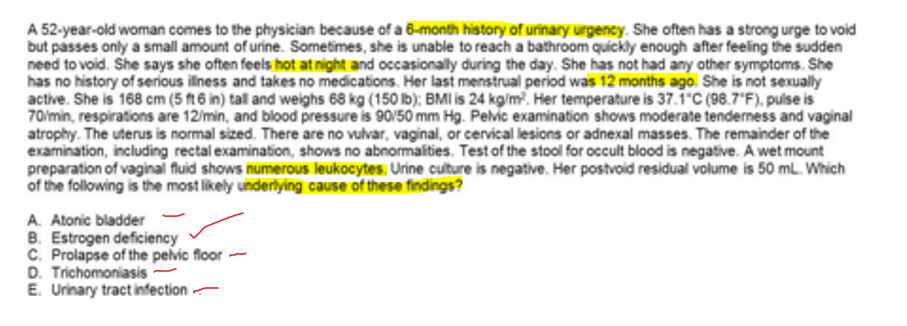 A 52-year-old woman comes to the physician because of a 6-month history of urinary urgency. She often has a strong urge to void
but passes only a small amount of urine. Sometimes, she is unable to reach a bathroom quickly enough after feeling the sudden
need to void. She says she often feels hot at night and occasionally during the day. She has not had any other symptoms. She
has no history of serious illness and takes no medications. Her last menstrual period was 12 months ago. She is not sexually
active. She is 168 cm (5 ft 6 in) tall and weighs 68 kg (150 lb); BMI is 24 kg/m². Her temperature is 37.1°C (98.7°F), pulse is
70/min, respirations are 12/min, and blood pressure is 90/50 mm Hg. Pelvic examination shows moderate tenderness and vaginal
atrophy. The uterus is normal sized. There are no vulvar, vaginal, or cervical lesions or adnexal masses. The remainder of the
examination, including rectal examination, shows no abnormalities. Test of the stool for occult blood is negative. A wet mount
preparation of vaginal fluid shows numerous leukocytes. Urine culture is negative. Her postvoid residual volume is 50 mL. Which
of the following is the most likely underlying cause of these findings?
A. Atonic bladder
B. Estrogen deficiency
C. Prolapse of the pelvic floor
D. Trichomoniasis
E. Urinary tract infection